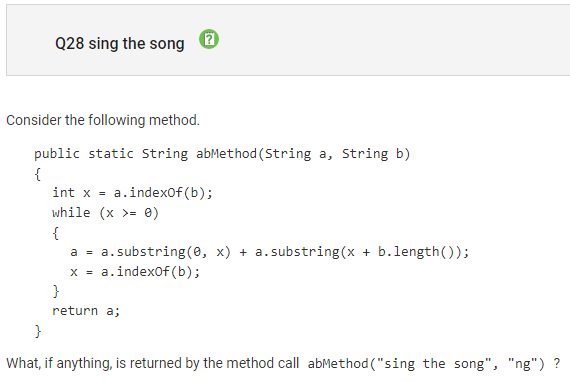 Q28 sing the song
Consider the following method.
public static String abMethod(String a, String b)
{
int x = a.indexOf(b);
while (x >= 0)
{
a = a.substring(0, x) + a.substring(x + b.length());
x = a.indexOf(b);
}
return a;
}
What, if anything, is returned by the method call abMethod("sing the song", "ng") ?